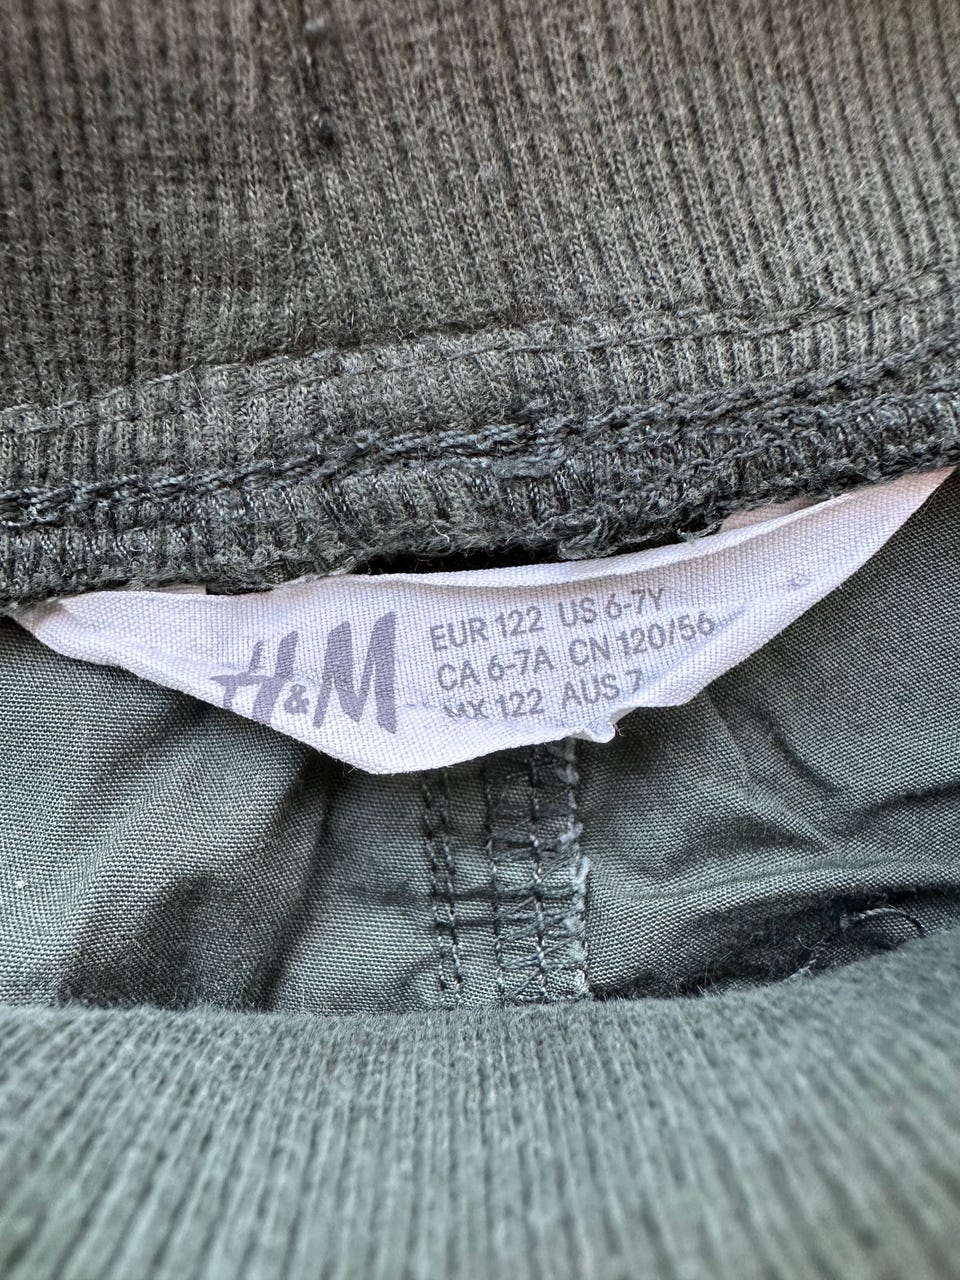 H&M
EUR 122 US 6-7Y
CA 6-7A CN 120/56
MX 122 AUS 7